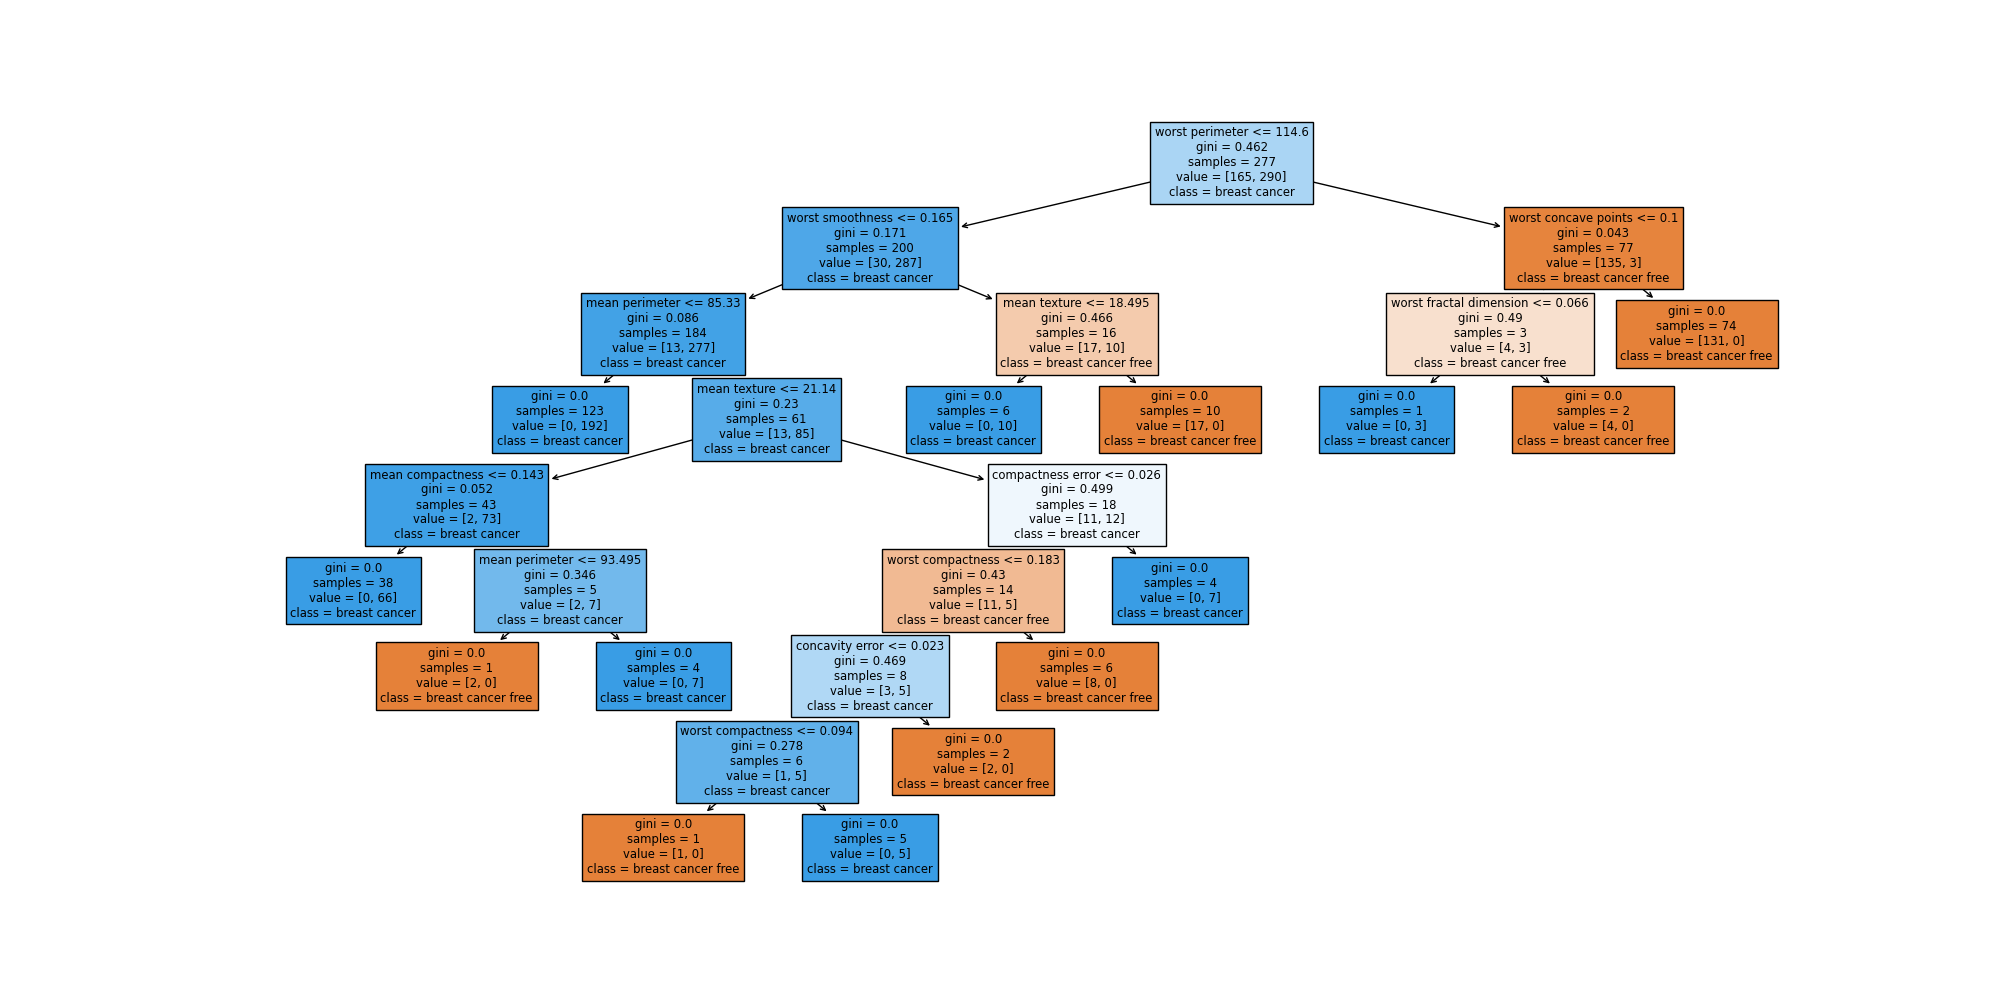 worst perimeter <= 114.6
gini = 0.462
samples = 277
value = [165, 290]
class = breast cancer
worst smoothness <= 0.165
gini = 0.171
samples = 200
value = [30, 287]
class = breast cancer
worst concave points <= 0.1
gini = 0.043
samples = 77
value = [135, 3]
class = breast cancer free
mean perimeter <= 85.33
gini = 0.086
samples = 184
value = [13, 277]
class = breast cancer
mean texture <= 18.495
gini = 0.466
samples = 16
value = [17, 10]
class = breast cancer free
worst fractal dimension <= 0.066
gini = 0.49
samples = 3
value = [4, 3]
class = breast cancer free
gini = 0.0
samples = 74
value = [131, 0]
class = breast cancer free
gini = 0.0
samples = 123
value = [0, 192]
class = breast cancer
mean texture <= 21.14
gini = 0.23
samples = 61
value = [13, 85]
class = breast cancer
gini = 0.0
samples = 6
value = [0, 10]
class = breast cancer
gini = 0.0
samples = 10
value = [17, 0]
class = breast cancer free
gini = 0.0
samples = 1
value = [0, 3]
class = breast cancer
gini = 0.0
samples = 2
value = [4, 0]
class = breast cancer free
mean compactness <= 0.143
gini = 0.052
samples = 43
value = [2, 73]
class = breast cancer
compactness error <= 0.026
gini = 0.499
samples = 18
value = [11, 12]
class = breast cancer
gini = 0.0
samples = 38
value = [0, 66]
class = breast cancer
mean perimeter <= 93.495
gini = 0.346
samples = 5
value = [2, 7]
class = breast cancer
worst compactness <= 0.183
gini = 0.43
samples = 14
value = [11, 5]
class = breast cancer free
gini = 0.0
samples = 4
value = [0, 7]
class = breast cancer
gini = 0.0
samples = 1
value = [2, 0]
class = breast cancer free
gini = 0.0
samples = 4
value = [0, 7]
class = breast cancer
concavity error <= 0.023
gini = 0.469
samples = 8
value = [3, 5]
class = breast cancer
gini = 0.0
samples = 6
value = [8, 0]
class = breast cancer free
worst compactness <= 0.094
gini = 0.278
samples = 6
value = [1, 5]
class = breast cancer
gini = 0.0
samples = 2
value = [2, 0]
class = breast cancer free
gini = 0.0
samples = 1
value = [1, 0]
class = breast cancer free
gini = 0.0
samples = 5
value = [0, 5]
class = breast cancer